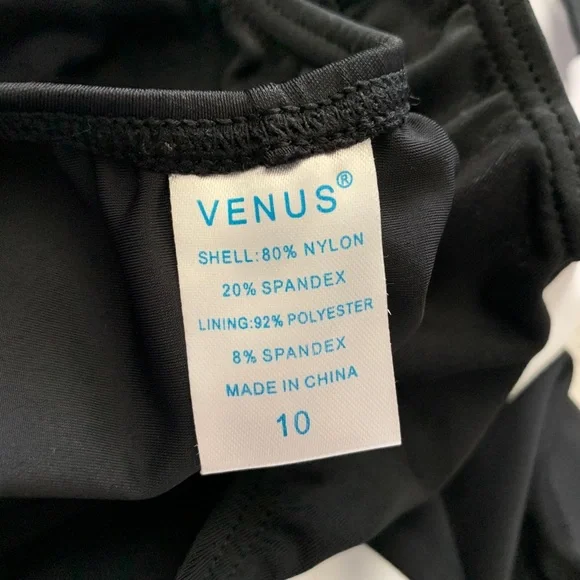 VENUS®
SHELL:80% NYLON
20% SPANDEX
LINING:92% POLYESTER
8% SPANDEX
MADE IN CHINA
10